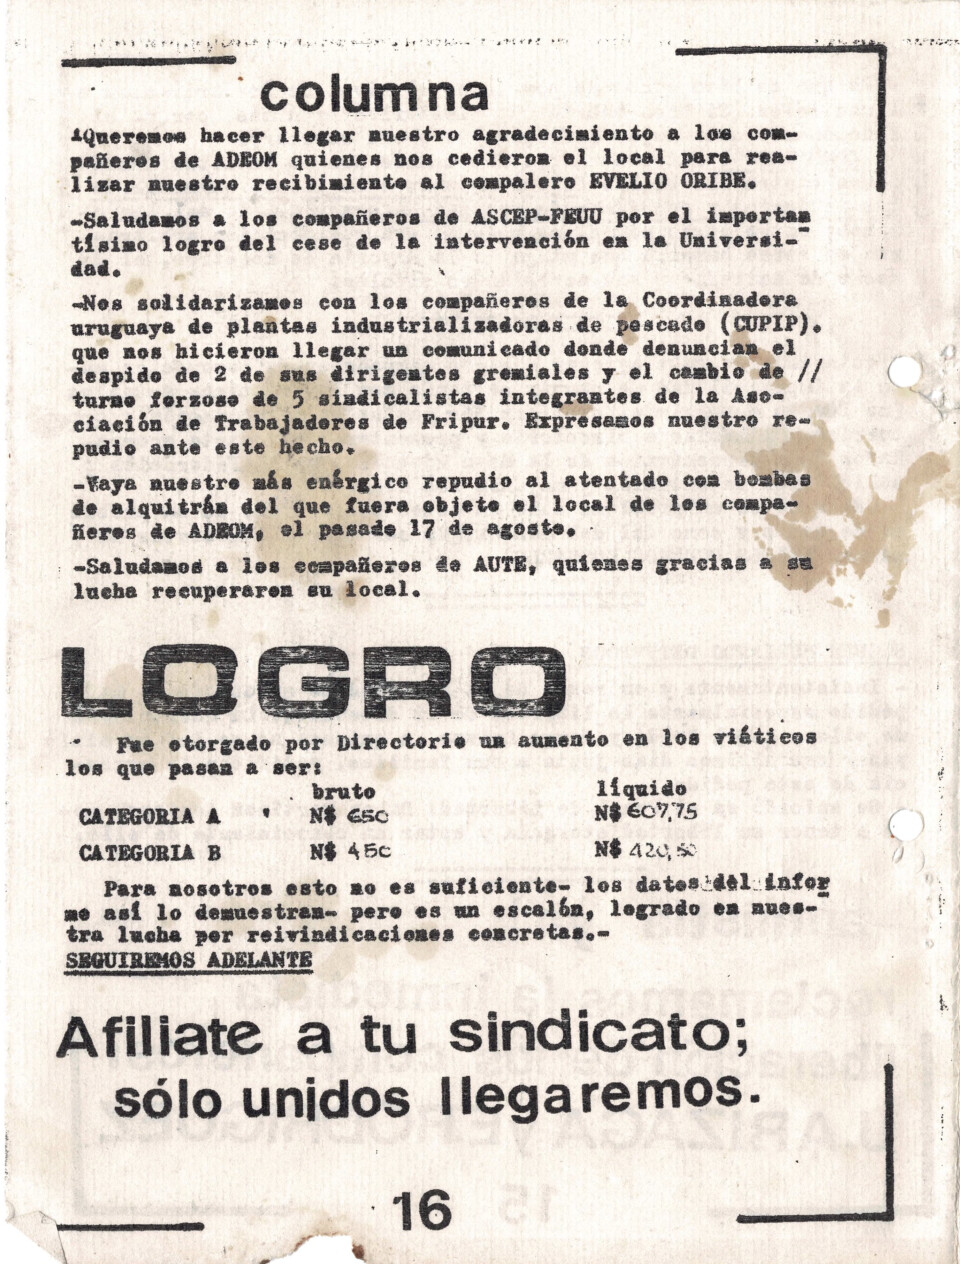 columna
-Queremos hacer llegar nuestro agradecimiento a los com-
pañeros de ADEOM quienes nos cedieron el local para rea-
lizar nuestro recibimiento al compalero EVELIO ORIBE.
-Saludamos a los compañeros de ASCEP-FEUU por el importan
tísimo logro del cese de la intervención en la Universi-
dad.
-Nos solidarizamos con los compañeros de la Coordinadora
uruguaya de plantas industrializadoras de pescado (CUPIP).
que nos hicieron llegar un comunicado donde denuncian el
despido de 2 de sus dirigentes gremiales y el cambio de //
turno forzoso de 5 sindicalistas integrantes de la Aso-
ciación de Trabajadores de Fripur. Expresamos nuestro re-
pudio ante este hecho.
-Vaya nuestro más enérgico repudio al atentado con bombas
de alquitrán del que fuera objeto el local de los compa-
ñeros de ADEOM, el pasado 17 de agosto.
-Saludamos a los compañeros de AUTE, quienes gracias a su
lucha recuperaron su local.
LOGRO
Fue otorgado por Directorio un aumento en los viáticos
los que pasan a ser:
bruto líquido
CATEGORIA A N$ 650 N$ 607,75
CATEGORIA B N$ 450 N$ 420,50
Para nosotros esto no es suficiente- los datos del infor
me así lo demuestran- pero es un escalón, logrado en nues-
tra lucha por reivindicaciones concretas.-
SEGUIREMOS ADELANTE
Afiliate a tu sindicato;
sólo unidos llegaremos.
16